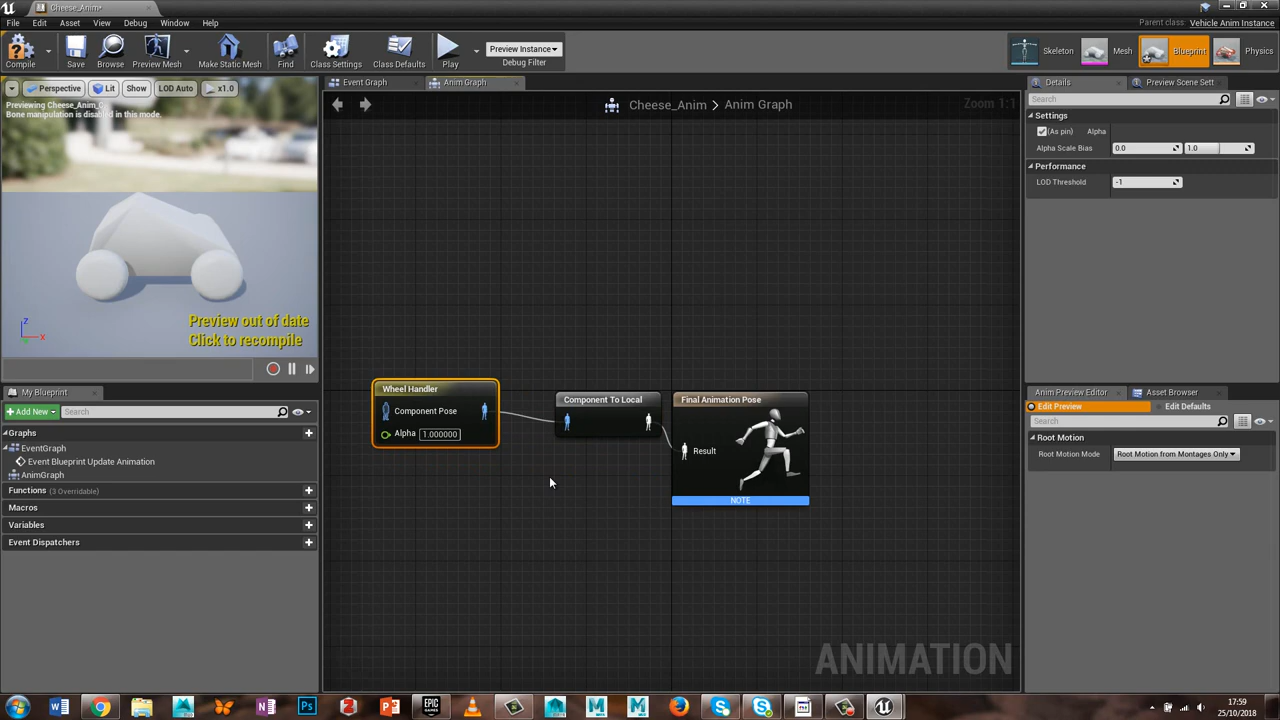 Cheese_Anim*
File Edit Asset View Debug Window Help
Parent class: Vehicle Anim Instance
Compile Save Browse Preview Mesh Make Static Mesh Find Class Settings Class Defaults Play
Preview Instance
Debug Filter
Skeleton Mesh Blueprint Physics
Perspective Lit Show LOD Auto x1.0
Previewing Cheese_Anim_C
Bone manipulation is disabled in this mode.
Preview out of date
Click to recompile
My Blueprint
Add New Search
Graphs
EventGraph
Event Blueprint Update Animation
AnimGraph
Functions (3 Overridable)
Macros
Variables
Event Dispatchers
Event Graph Anim Graph
Cheese_Anim > Anim Graph
Zoom 1:1
Wheel Handler
Component Pose
Alpha 1.000000
Component To Local
Final Animation Pose
Result
NOTE
ANIMATION
Details Preview Scene Sett
Search
Settings
(As pin) Alpha
Alpha Scale Bias 0.0 1.0
Performance
LOD Threshold -1
Anim Preview Editor Asset Browser
Edit Preview Edit Defaults
Search
Root Motion
Root Motion Mode Root Motion from Montages Only
EPIC
GAMES
17:59
25/10/2018